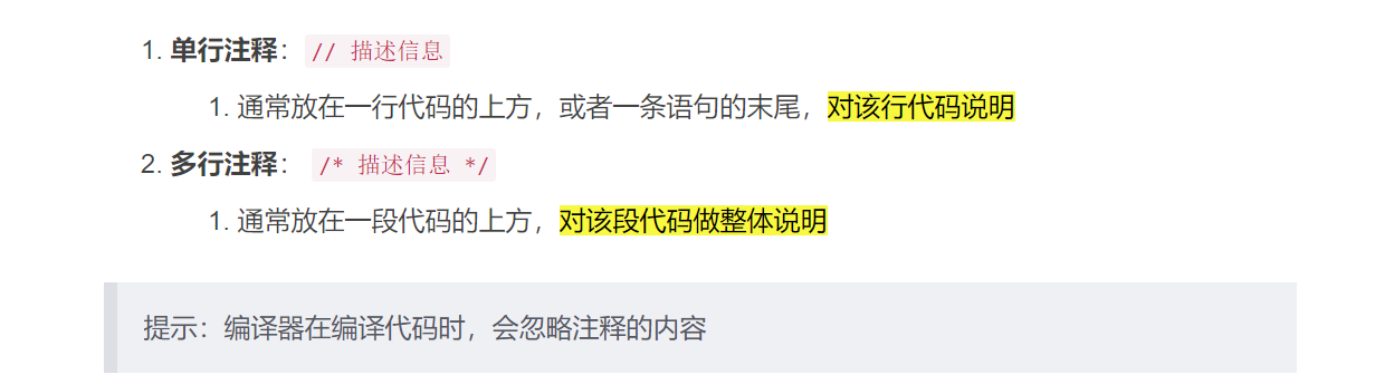 1. 单行注释： // 描述信息
1. 通常放在一行代码的上方，或者一条语句的末尾，对该行代码说明
2. 多行注释： /* 描述信息 */
1. 通常放在一段代码的上方，对该段代码做整体说明
提示：编译器在编译代码时，会忽略注释的内容